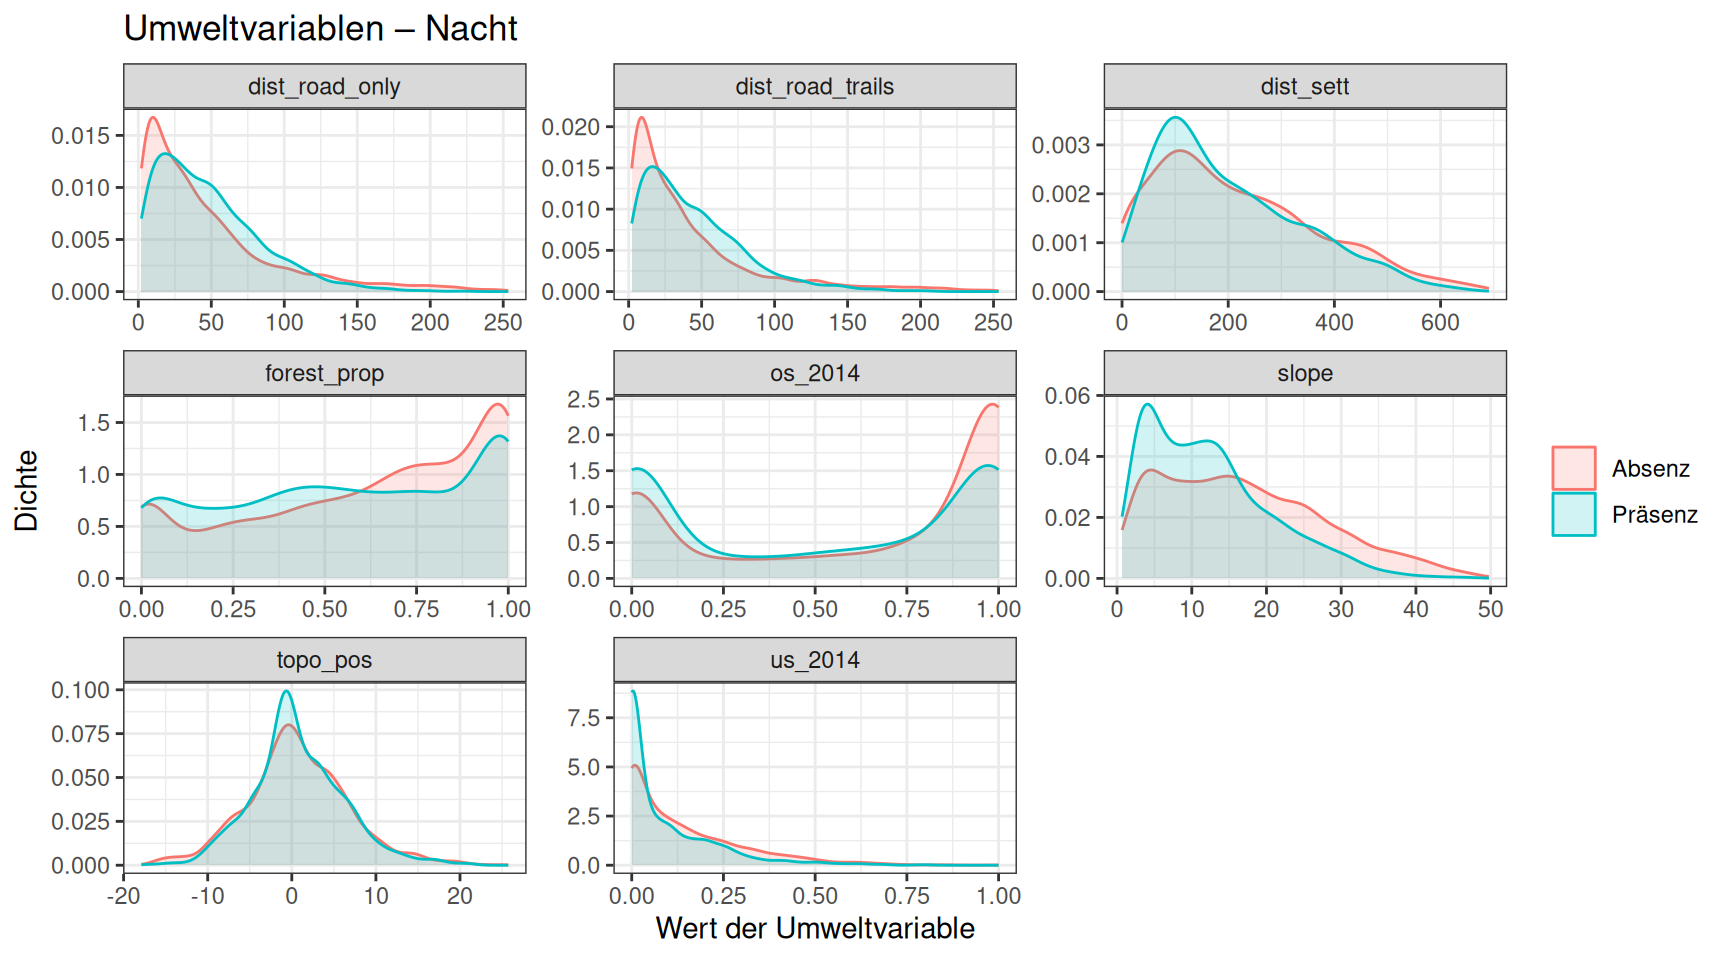 Umweltvariablen – Nacht
dist_road_only
dist_road_trails
dist_sett
0.015
0.010
0.005
0.000
0.020
0.015
0.010
0.005
0.000
0.003
0.002
0.001
0.000
0 50 100 150 200 250
0 50 100 150 200 250
0 200 400 600
forest_prop
os_2014
slope
1.5
1.0
0.5
0.0
2.5
2.0
1.5
1.0
0.5
0.0
0.06
0.04
0.02
0.00
0.00 0.25 0.50 0.75 1.00
0.00 0.25 0.50 0.75 1.00
0 10 20 30 40 50
topo_pos
us_2014
0.100
0.075
0.050
0.025
0.000
7.5
5.0
2.5
0.0
-20 -10 0 10 20
0.00 0.25 0.50 0.75 1.00
Dichte
Wert der Umweltvariable
Absenz
Präsenz